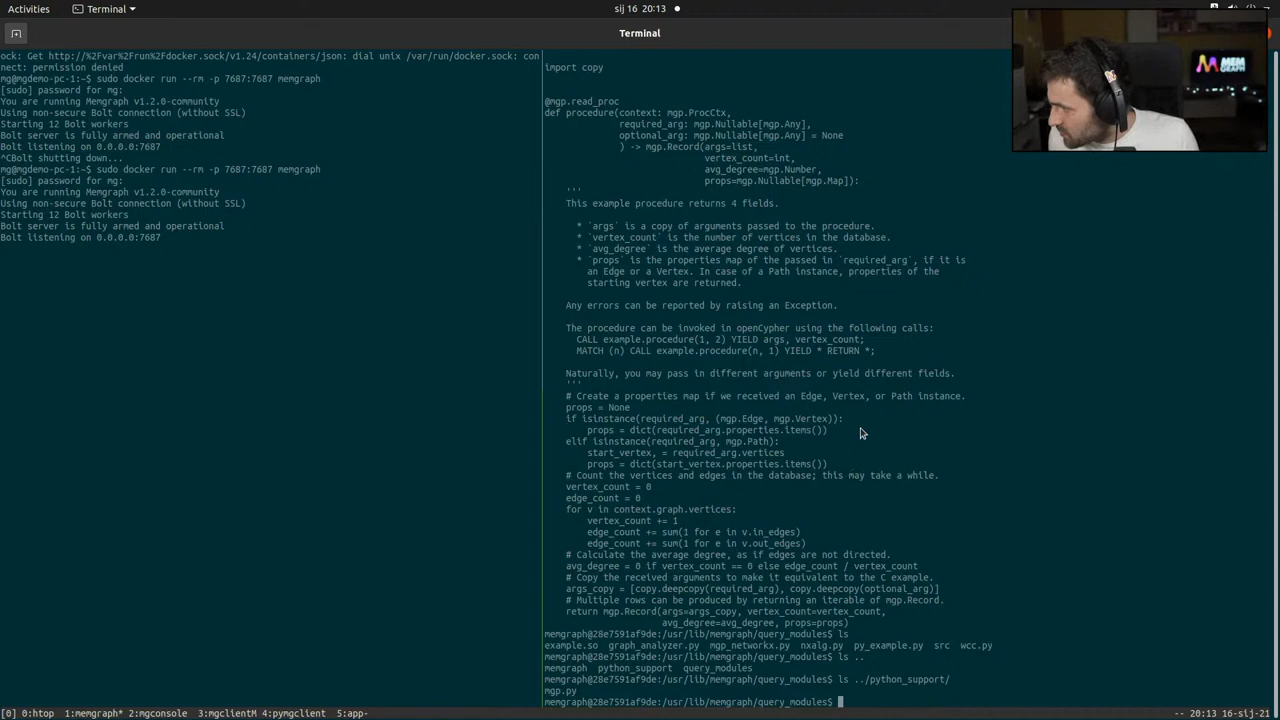 Activities
Memgraph
sij 16 20:13
Terminal
ock: Get http://%2Fvar%2Frun%2Fdocker.sock/v1.24/containers/json: dial unix /var/run/docker.sock: con
nect: permission denied
mg@mgdemo-pc-1:~$ sudo docker run --rm -p 7687:7687 memgraph
[sudo] password for mg:
You are running Memgraph v1.2.0-community
Using non-secure Bolt connection (without SSL)
Starting 12 Bolt workers
Bolt server is fully armed and operational
Bolt listening on 0.0.0.0:7687
^CBolt shutting down...
mg@mgdemo-pc-1:~$ sudo docker run --rm -p 7687:7687 memgraph
[sudo] password for mg:
You are running Memgraph v1.2.0-community
Using non-secure Bolt connection (without SSL)
Starting 12 Bolt workers
Bolt server is fully armed and operational
Bolt listening on 0.0.0.0:7687
import copy
@mgp.read_proc
def procedure(context: mgp.ProcCtx,
required_arg: mgp.Nullable[mgp.Any],
optional_arg: mgp.Nullable[mgp.Any] = None
) -> mgp.Record(args=list,
vertex_count=int,
avg_degree=mgp.Number,
props=mgp.Nullable[mgp.Map]):
'''
This example procedure returns 4 fields.
* `args` is a copy of arguments passed to the procedure.
* `vertex_count` is the number of vertices in the database.
* `avg_degree` is the average degree of vertices.
* `props` is the properties map of the passed in `required_arg`, if it is
an Edge or a Vertex. In case of a Path instance, properties of the
starting vertex are returned.
Any errors can be reported by raising an Exception.
The procedure can be invoked in openCypher using the following calls:
CALL example.procedure(1, 2) YIELD args, vertex_count;
MATCH (n) CALL example.procedure(n, 1) YIELD * RETURN *;
Naturally, you may pass in different arguments or yield different fields.
'''
# Create a properties map if we received an Edge, Vertex, or Path instance.
props = None
if isinstance(required_arg, (mgp.Edge, mgp.Vertex)):
props = dict(required_arg.properties.items())
elif isinstance(required_arg, mgp.Path):
start_vertex, = required_arg.vertices
props = dict(start_vertex.properties.items())
# Count the vertices and edges in the database; this may take a while.
vertex_count = 0
edge_count = 0
for v in context.graph.vertices:
vertex_count += 1
edge_count += sum(1 for e in v.in_edges)
edge_count += sum(1 for e in v.out_edges)
# Calculate the average degree, as if edges are not directed.
avg_degree = 0 if vertex_count == 0 else edge_count / vertex_count
# Copy the received arguments to make it equivalent to the C example.
args_copy = [copy.deepcopy(required_arg), copy.deepcopy(optional_arg)]
# Multiple rows can be produced by returning an iterable of mgp.Record.
return mgp.Record(args=args_copy, vertex_count=vertex_count,
avg_degree=avg_degree, props=props)
memgraph@28e7591af9de:/usr/lib/memgraph/query_modules$ ls
example.so graph_analyzer.py mgp_networkx.py nxalg.py py_example.py src wcc.py
memgraph@28e7591af9de:/usr/lib/memgraph/query_modules$ ls ..
memgraph python_support query_modules
memgraph@28e7591af9de:/usr/lib/memgraph/query_modules$ ls ../python_support/
mgp.py
memgraph@28e7591af9de:/usr/lib/memgraph/query_modules$
[0] 0:htop 1:memgraph* 2:mgconsole 3:mgclientM 4:pymgclient 5:app-
-- 20:13 16-sij-21
MEM
GRAPH